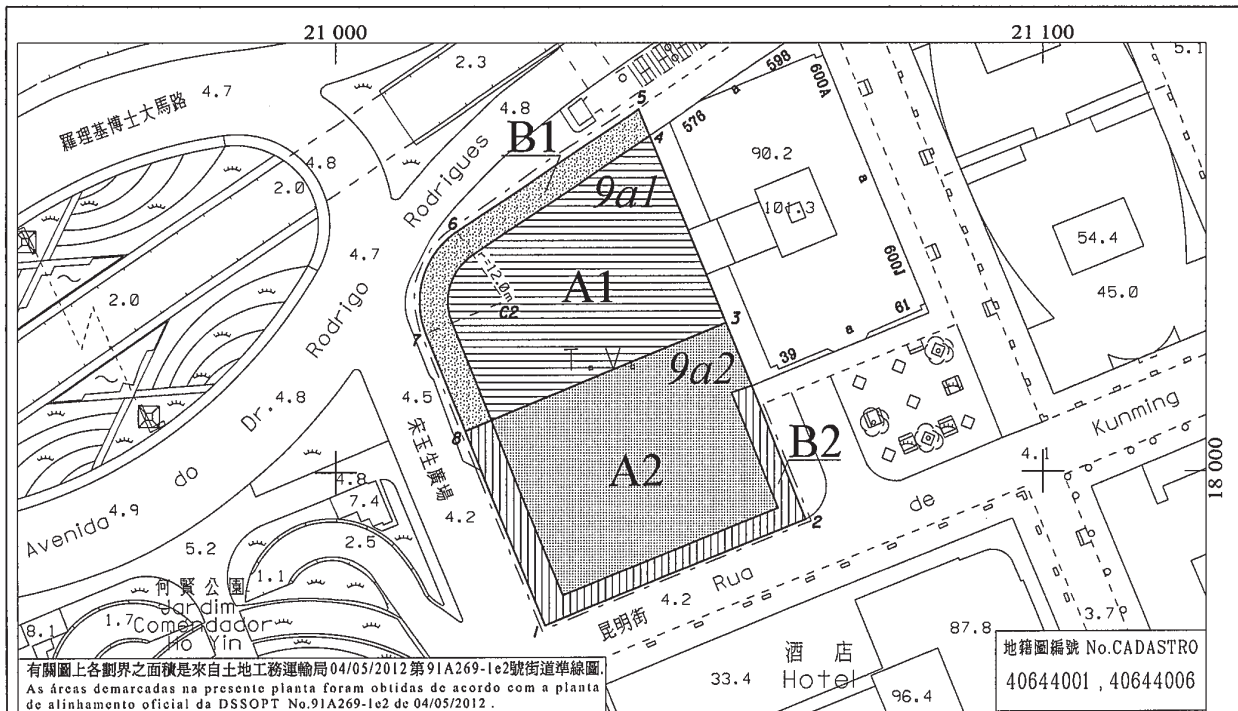 21 000
21 100
2.3
5.1
羅理基博士大馬路
4.7
4.8
5
598
600A
B1
4
576
4.8
Rodrigues
90.2
a
a
2.0
9a1
6
101.3
54.4
4.7
12.0m
600J
2.0
Rodrigo
A1
C2
61
45.0
7
3
a
T.V.
39
9a2
4.5
Dr.
4.8
宋玉生廣場
8
B2
Kunming
4.1
A2
4.8
do
7.4
18 000
4.9
de
Avenida
4.2
2
5.2
2.5
Rua
何賢公園
1.1
4.2
Jardim
1.7
Comendador
昆明街
3.7
8.1
Ho Yin
1
87.8
酒店
Hotel
33.4
96.4
地籍圖編號 No.CADASTRO
40644001 , 40644006
有關圖上各劃界之面積是來自土地工務運輸局04/05/2012第91A269-1e2號街道準線圖.
As áreas demarcadas na presente planta foram obtidas de acordo com a planta
de alinhamento oficial da DSSOPT No.91A269-1e2 de 04/05/2012 .